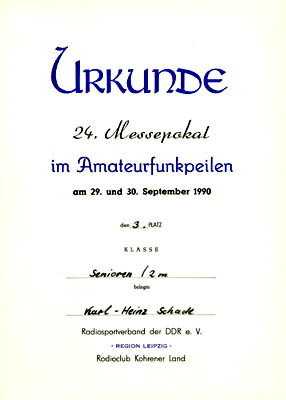 URKUNDE
24. Messepokal
im Amateurfunkpeilen
am 29. und 30. September 1990
den 3. PLATZ
KLASSE
Senioren / 2m
belegte
Karl-Heinz Schade
Radiosportverband der DDR e. V.
- REGION LEIPZIG -
Radioclub Kohrener Land